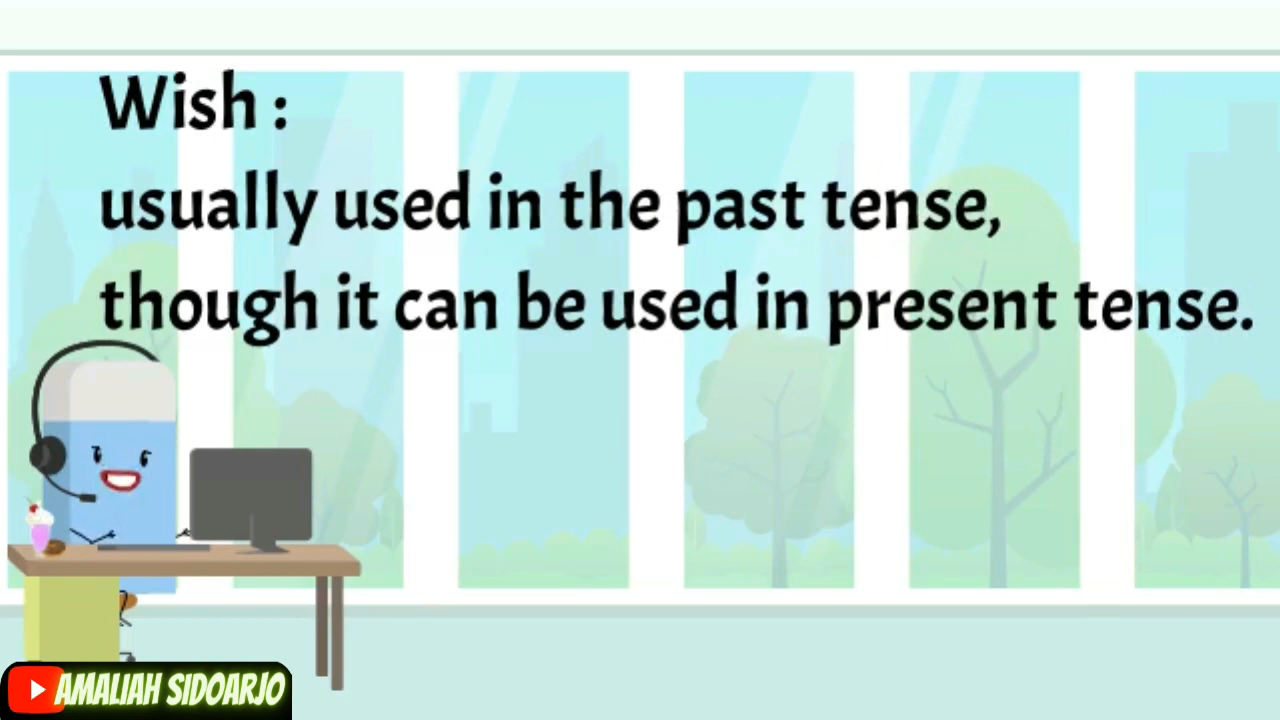 Wish :
usually used in the past tense,
though it can be used in present tense.
AMALIAH SIDOARJO